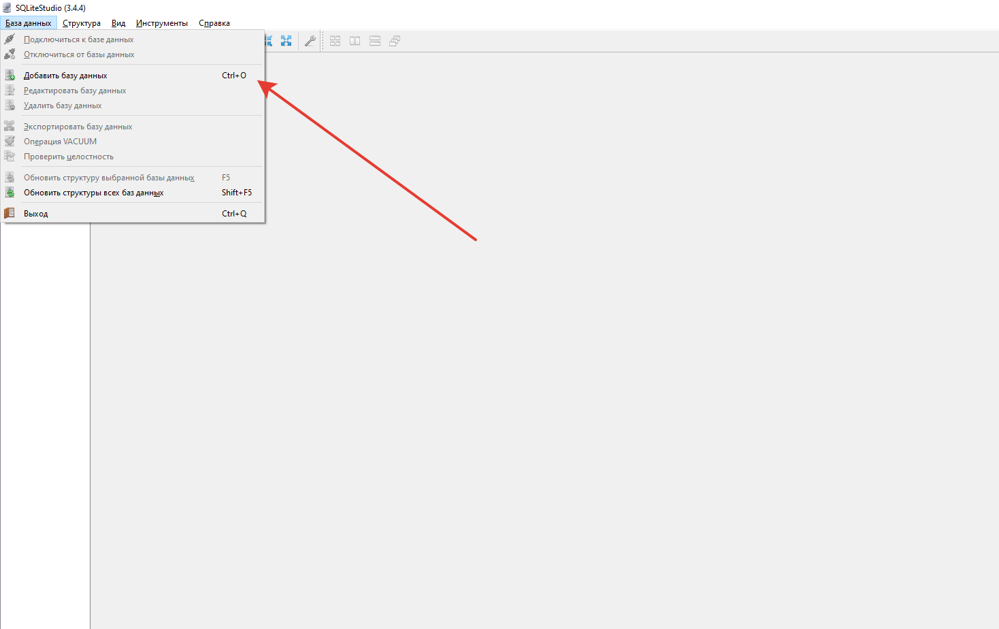 SQLiteStudio (3.4.4)
База данных Структура Вид Инструменты Справка
Подключиться к базе данных
Отключиться от базы данных
Добавить базу данных Ctrl+O
Редактировать базу данных
Удалить базу данных
Экспортировать базу данных
Операция VACUUM
Проверить целостность
Обновить структуру выбранной базы данных F5
Обновить структуры всех баз данных Shift+F5
Выход Ctrl+Q